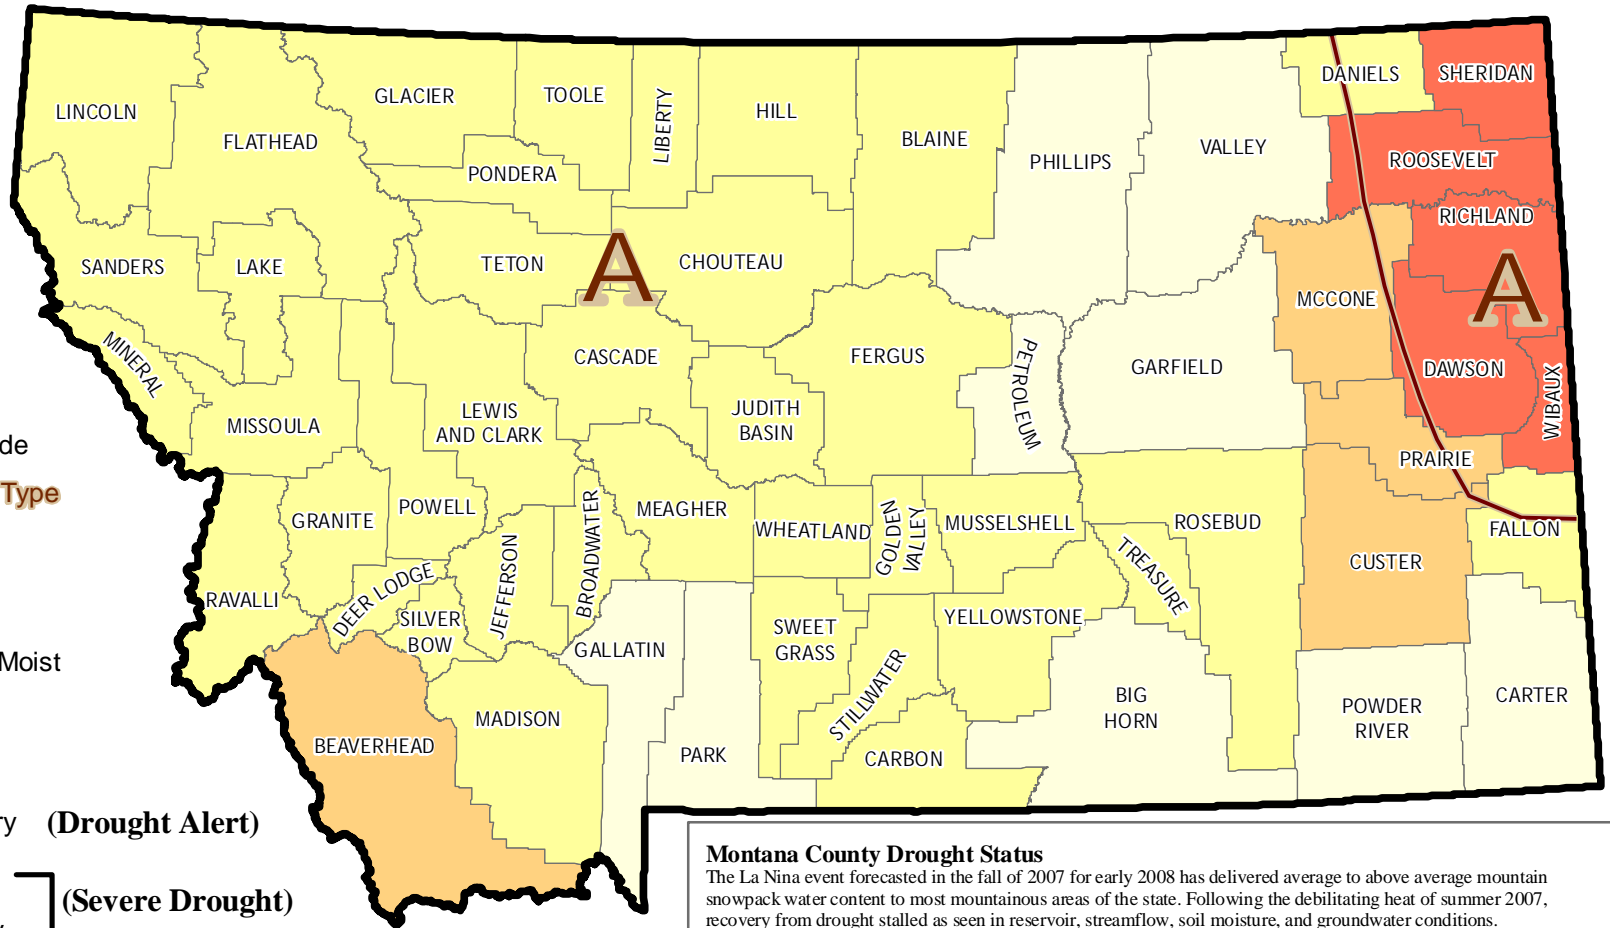 LINCOLN
FLATHEAD
GLACIER
TOOLE
LIBERTY
HILL
BLAINE
PHILLIPS
VALLEY
DANIELS
SHERIDAN
PONDERA
ROOSEVELT
RICHLAND
SANDERS
LAKE
TETON
A
CHOUTEAU
MCCONE
A
MINERAL
CASCADE
FERGUS
PETROLEUM
GARFIELD
DAWSON
WIBAUX
MISSOULA
LEWIS
AND CLARK
JUDITH
BASIN
de
PRAIRIE
Type
GRANITE
POWELL
BROADWATER
MEAGHER
WHEATLAND
GOLDEN
VALLEY
MUSSELSHELL
ROSEBUD
FALLON
RAVALLI
DEER LODGE
JEFFERSON
TREASURE
CUSTER
SILVER
BOW
GALLATIN
SWEET
GRASS
YELLOWSTONE
Moist
STILLWATER
BEAVERHEAD
MADISON
PARK
CARBON
BIG
HORN
POWDER
RIVER
CARTER
ry (Drought Alert)
(Severe Drought)
Montana County Drought Status
The La Nina event forecasted in the fall of 2007 for early 2008 has delivered average to above average mountain
snowpack water content to most mountainous areas of the state. Following the debilitating heat of summer 2007,
recovery from drought stalled as seen in reservoir, streamflow, soil moisture, and groundwater conditions.